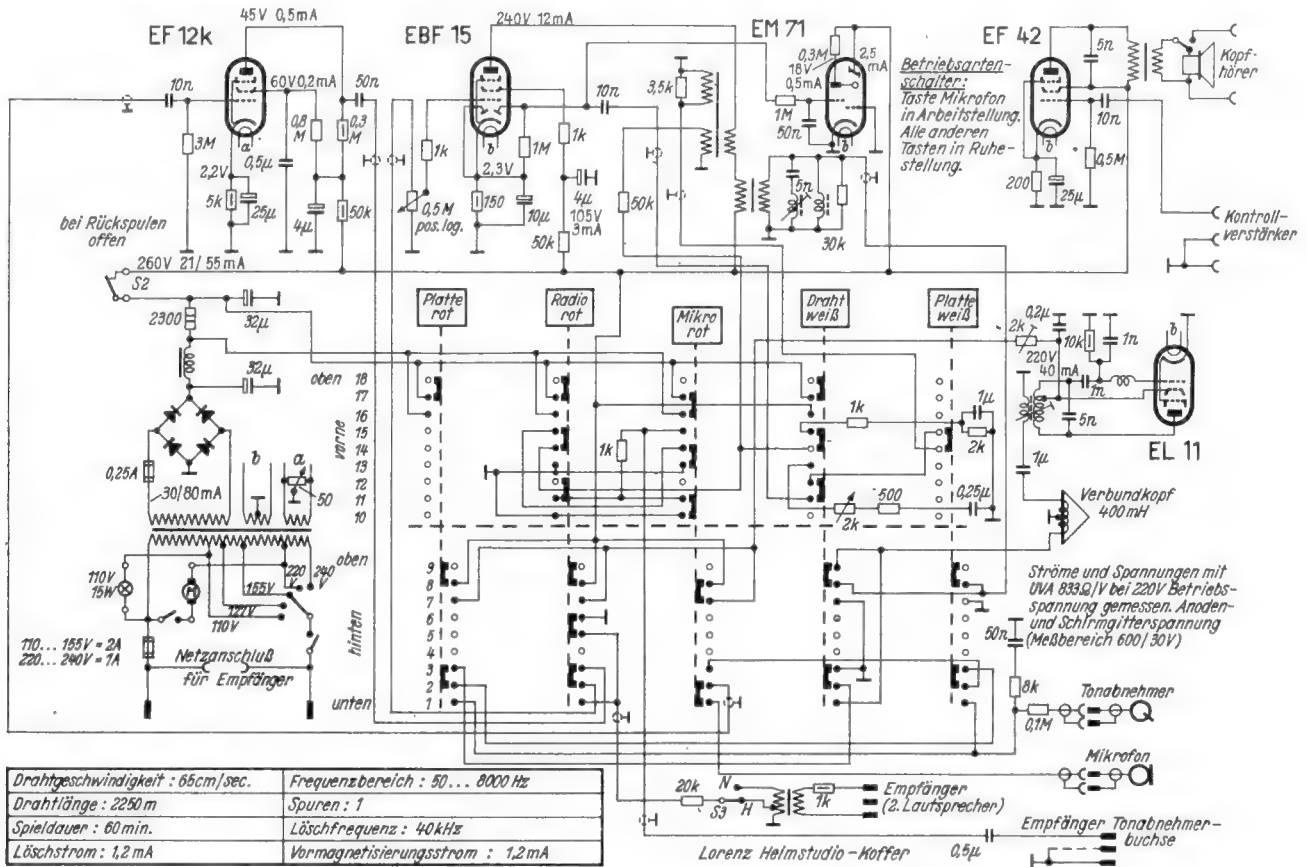 45V 0,5mA
EF 12k
10n
60V 0,2mA
50n
3M
0,8
M
0,3
M
a
2,2V
0,5µ
5k
25µ
4µ
50k
bei Rückspulen
offen
260V 21/55mA
S2
240V 12mA
EBF 15
10n
1k
1k
1M
b
2,3V
0,5M
pos.log.
150
10µ
4µ
105V
3mA
50k
3,5k
50k
EM 71
0,3M
18V
0,5mA
2,5
mA
1M
50n
b
5n
30k
Betriebsarten-
schalter:
Taste Mikrofon
in Arbeitstellung.
Alle anderen
Tasten in Ruhe-
stellung.
EF 42
5n
10n
b
0,5M
200
25µ
Kopf-
hörer
Kontroll-
verstärker
2300
32µ
32µ
0,25A
30/80mA
b
a
50
110V
15W
M
155V
127V
110V
220
V
240
V
110...155V = 2A
220...240V = 1A
Netzanschluß
für Empfänger
Platte
rot
Radio
rot
Mikro
rot
Draht
weiß
Platte
weiß
oben
18
17
16
15
14
13
12
11
10
vorne
oben
9
8
7
6
5
4
3
2
1
hinten
unten
1k
1k
1µ
2k
2k
500
0,25µ
2k
0,2µ
10k
1n
220V
40mA
1n
5n
b
EL 11
1µ
Verbundkopf
400mH
Ströme und Spannungen mit
UVA 833Ω/V bei 220V Betriebs-
spannung gemessen. Anoden-
und Schirmgitterspannung
(Meßbereich 600/30V)
50n
8k
0,1M
Tonabnehmer
Mikrofon
20k
S3
N
H
1k
Empfänger
(2. Lautsprecher)
0,5µ
Empfänger Tonabnehmer-
buchse
Lorenz Heimstudio-Koffer
Drahtgeschwindigkeit : 65cm/sec.
Frequenzbereich : 50... 8000 Hz
Drahtlänge : 2250 m
Spuren : 1
Spieldauer : 60 min.
Löschfrequenz : 40kHz
Löschstrom : 1,2 mA
Vormagnetisierungsstrom : 1,2mA